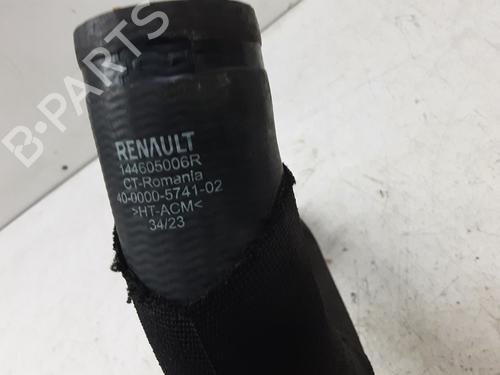 B-PARTS
RENAULT
144605006R
CT-Romania
40-0000-5741-02
>HT-ACM<
34/23